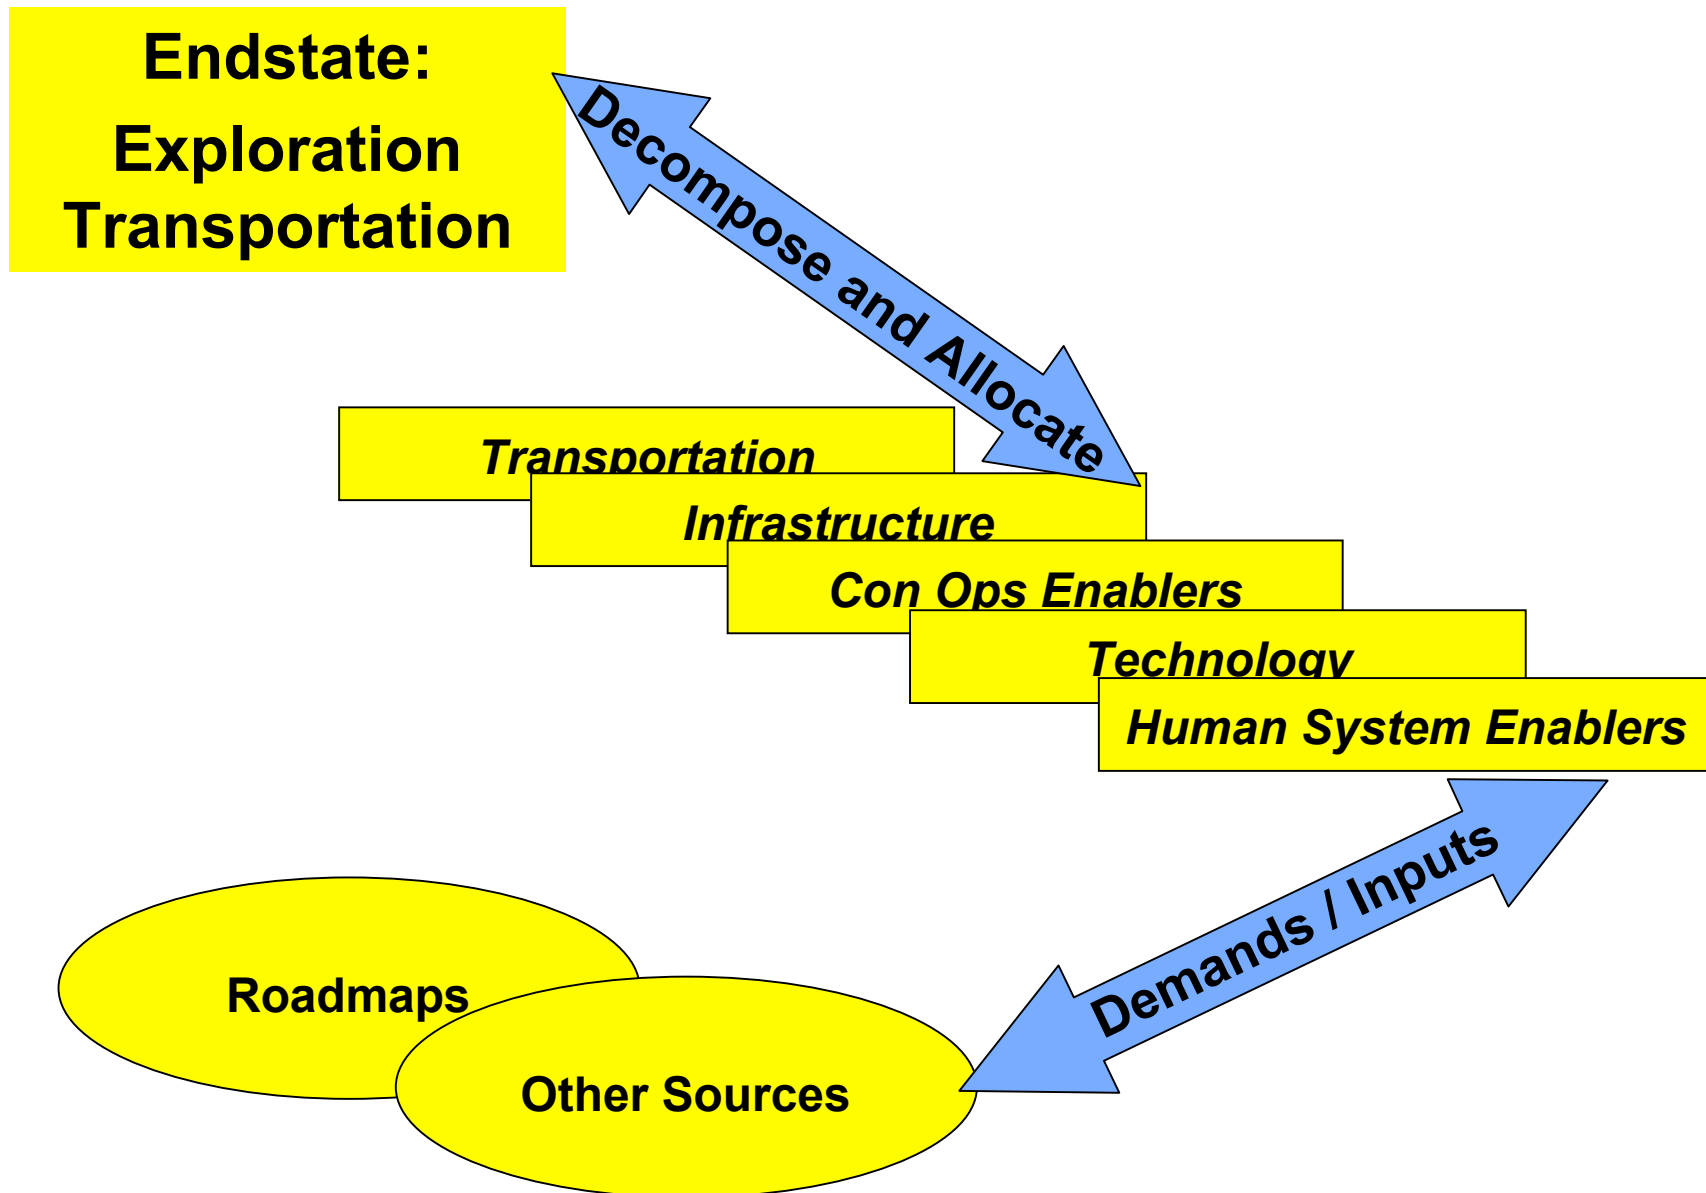 Endstate:
Exploration
Transportation
Decompose and Allocate
Transportation
Infrastructure
Con Ops Enablers
Technology
Human System Enablers
Demands / Inputs
Roadmaps
Other Sources